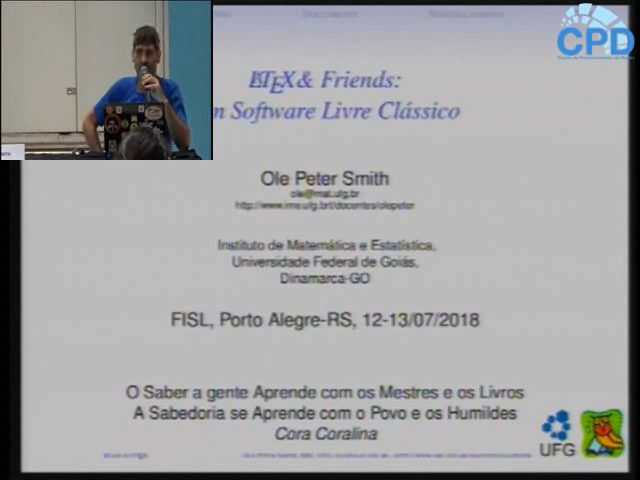 CPD
LATEX & Friends:
n Software Livre Clássico
Ole Peter Smith
ole@mat.ufg.br
http://www.ime.ufg.brt/docentes/olepeter
Instituto de Matemática e Estatística,
Universidade Federal de Goiás,
Dinamarca-GO
FISL, Porto Alegre-RS, 12-13/07/2018
O Saber a gente Aprende com os Mestres e os Livros
A Sabedoria se Aprende com o Povo e os Humildes
Cora Coralina
UFG